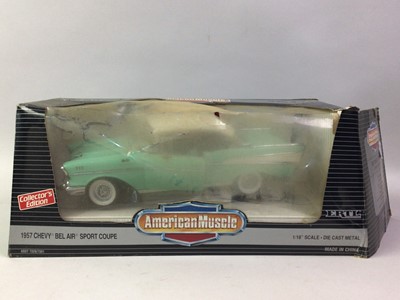 Collector's
Edition
American Muscle
ERTL
1957 CHEVY BEL AIR SPORT COUPE
1/18 SCALE - DIE CAST METAL
MADE IN CHINA